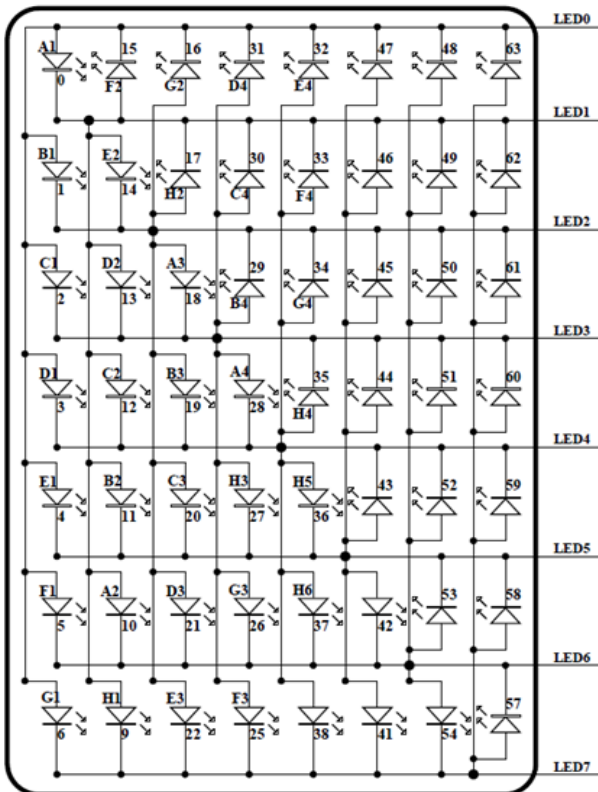 LED0
A1 15 16 31 32 47 48 63
0 F2 G2 D4 E4
LED1
B1 E2 17 30 33 46 49 62
1 14 H2 C4 F4
LED2
C1 D2 A3 29 34 45 50 61
2 13 18 B4 G4
LED3
D1 C2 B3 A4 35 44 51 60
3 12 19 28 H4
LED4
E1 B2 C3 H3 H5 43 52 59
4 11 20 27 36
LED5
F1 A2 D3 G3 H6 53 58
5 10 21 26 37 42
LED6
G1 H1 E3 F3 57
6 9 22 25 38 41 54
LED7